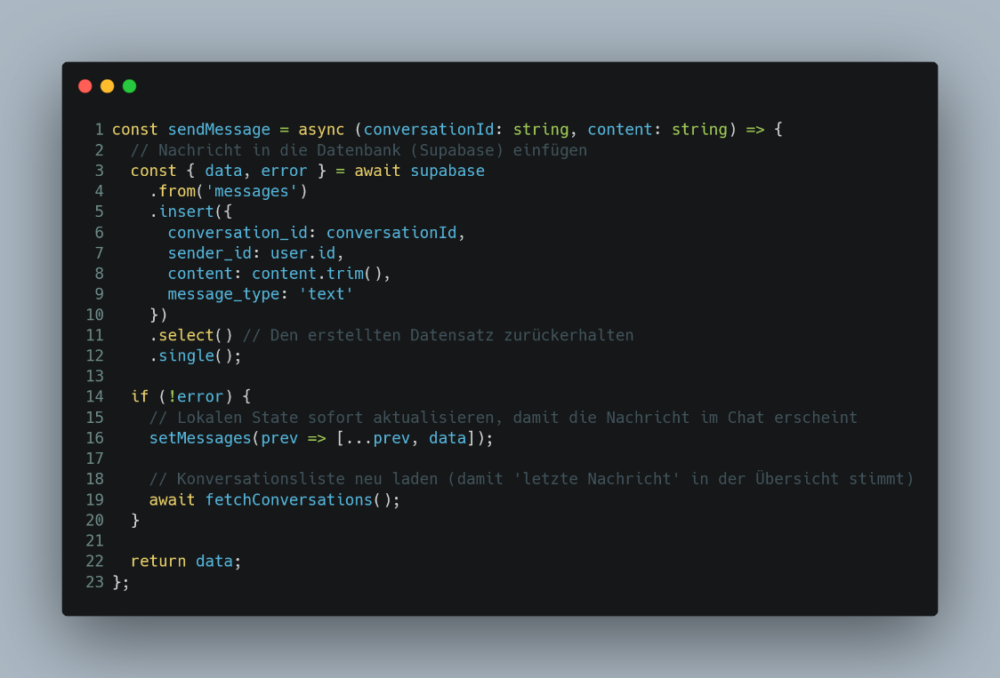 1 const sendMessage = async (conversationId: string, content: string) => {
2   // Nachricht in die Datenbank (Supabase) einfügen
3   const { data, error } = await supabase
4     .from('messages')
5     .insert({
6       conversation_id: conversationId,
7       sender_id: user.id,
8       content: content.trim(),
9       message_type: 'text'
10     })
11     .select() // Den erstellten Datensatz zurückerhalten
12     .single();
13
14   if (!error) {
15     // Lokalen State sofort aktualisieren, damit die Nachricht im Chat erscheint
16     setMessages(prev => [...prev, data]);
17
18     // Konversationsliste neu laden (damit 'letzte Nachricht' in der Übersicht stimmt)
19     await fetchConversations();
20   }
21
22   return data;
23 };